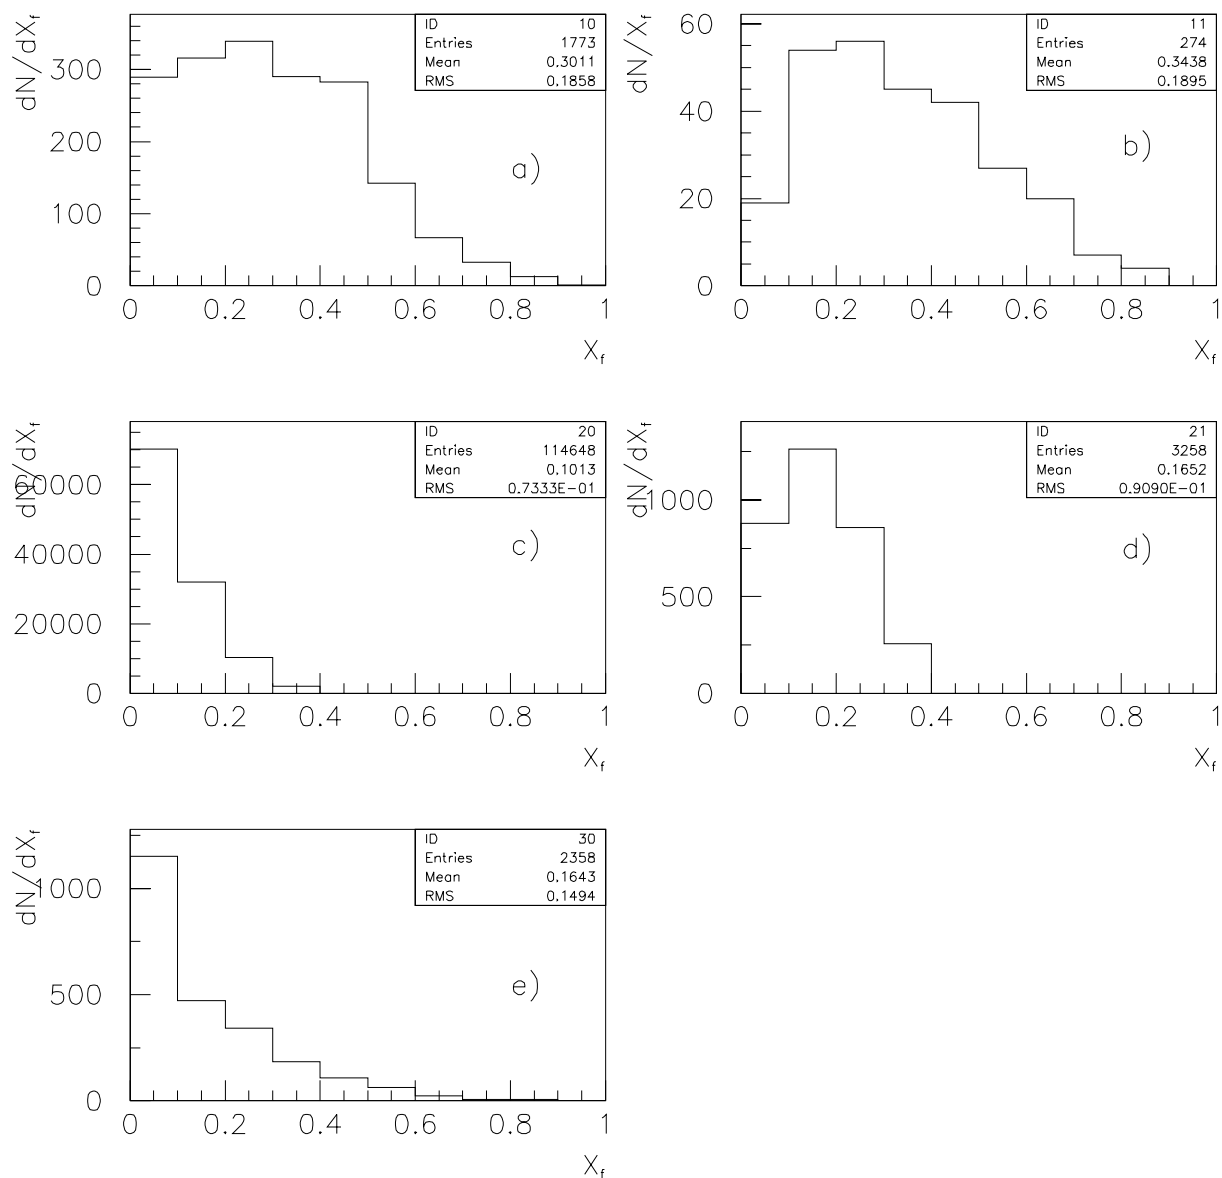 dN/dX_f
ID 10
Entries 1773
Mean 0.3011
RMS 0.1858
300
200
100
0
a)
0 0.2 0.4 0.6 0.8 1
X_f
dN/X_f
ID 11
Entries 274
Mean 0.3438
RMS 0.1895
60
40
20
0
b)
0 0.2 0.4 0.6 0.8 1
X_f
dN/dX_f
ID 20
Entries 114648
Mean 0.1013
RMS 0.7333E−01
60000
40000
20000
0
c)
0 0.2 0.4 0.6 0.8 1
X_f
dN/dX_f
ID 21
Entries 3258
Mean 0.1652
RMS 0.9090E−01
1000
500
0
d)
0 0.2 0.4 0.6 0.8 1
X_f
dN/dX_f
ID 30
Entries 2358
Mean 0.1643
RMS 0.1494
1000
500
0
e)
0 0.2 0.4 0.6 0.8 1
X_f